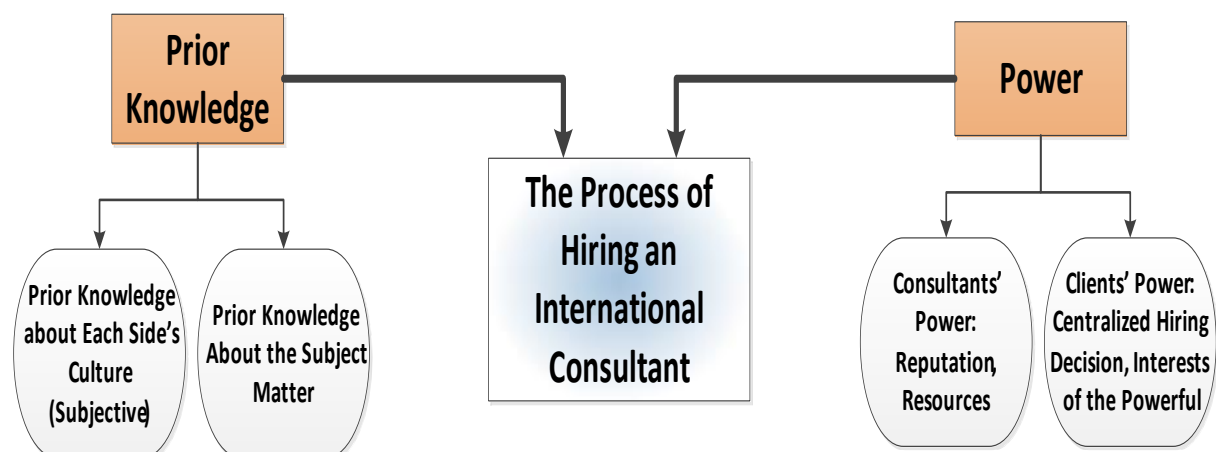 Prior
Knowledge
Power
The Process of
Hiring an
International
Consultant
Prior Knowledge
about Each Side's
Culture
(Subjective)
Prior Knowledge
About the Subject
Matter
Consultants'
Power:
Reputation,
Resources
Clients' Power:
Centralized Hiring
Decision, Interests
of the Powerful